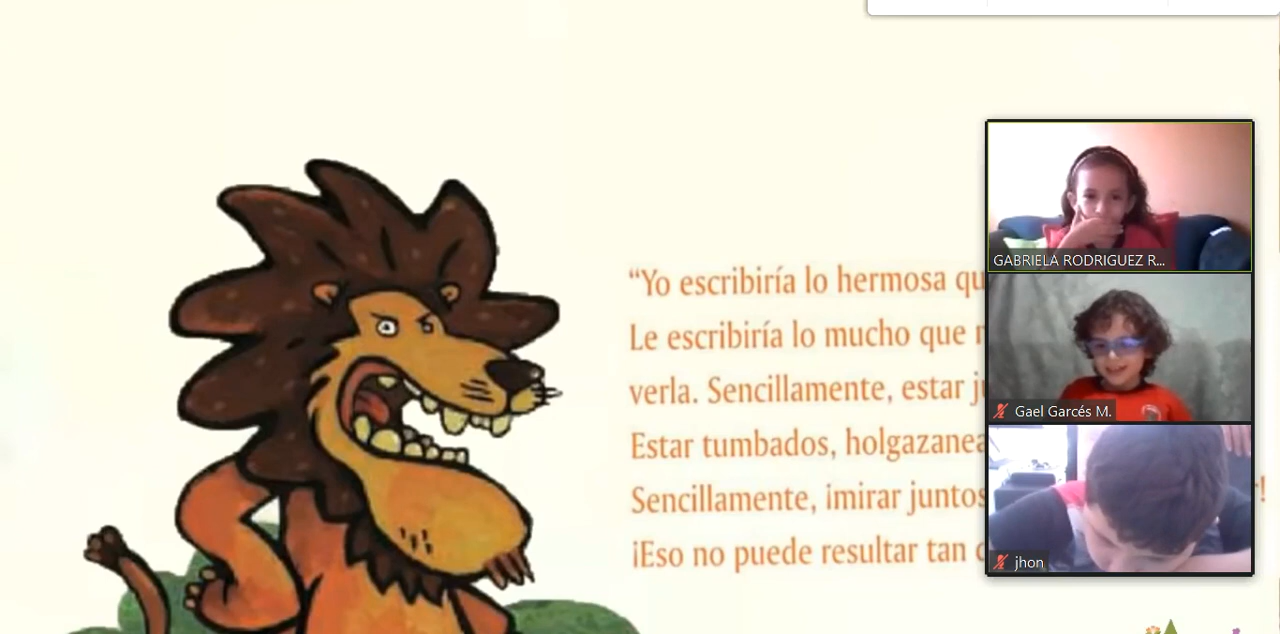 “Yo escribiría lo hermosa qu
Le escribiría lo mucho que
verla. Sencillamente, estar j
Estar tumbados, holgazanea
Sencillamente, ¡mirar juntos
¡Eso no puede resultar tan
GABRIELA RODRIGUEZ R...
Gael Garcés M.
jhon